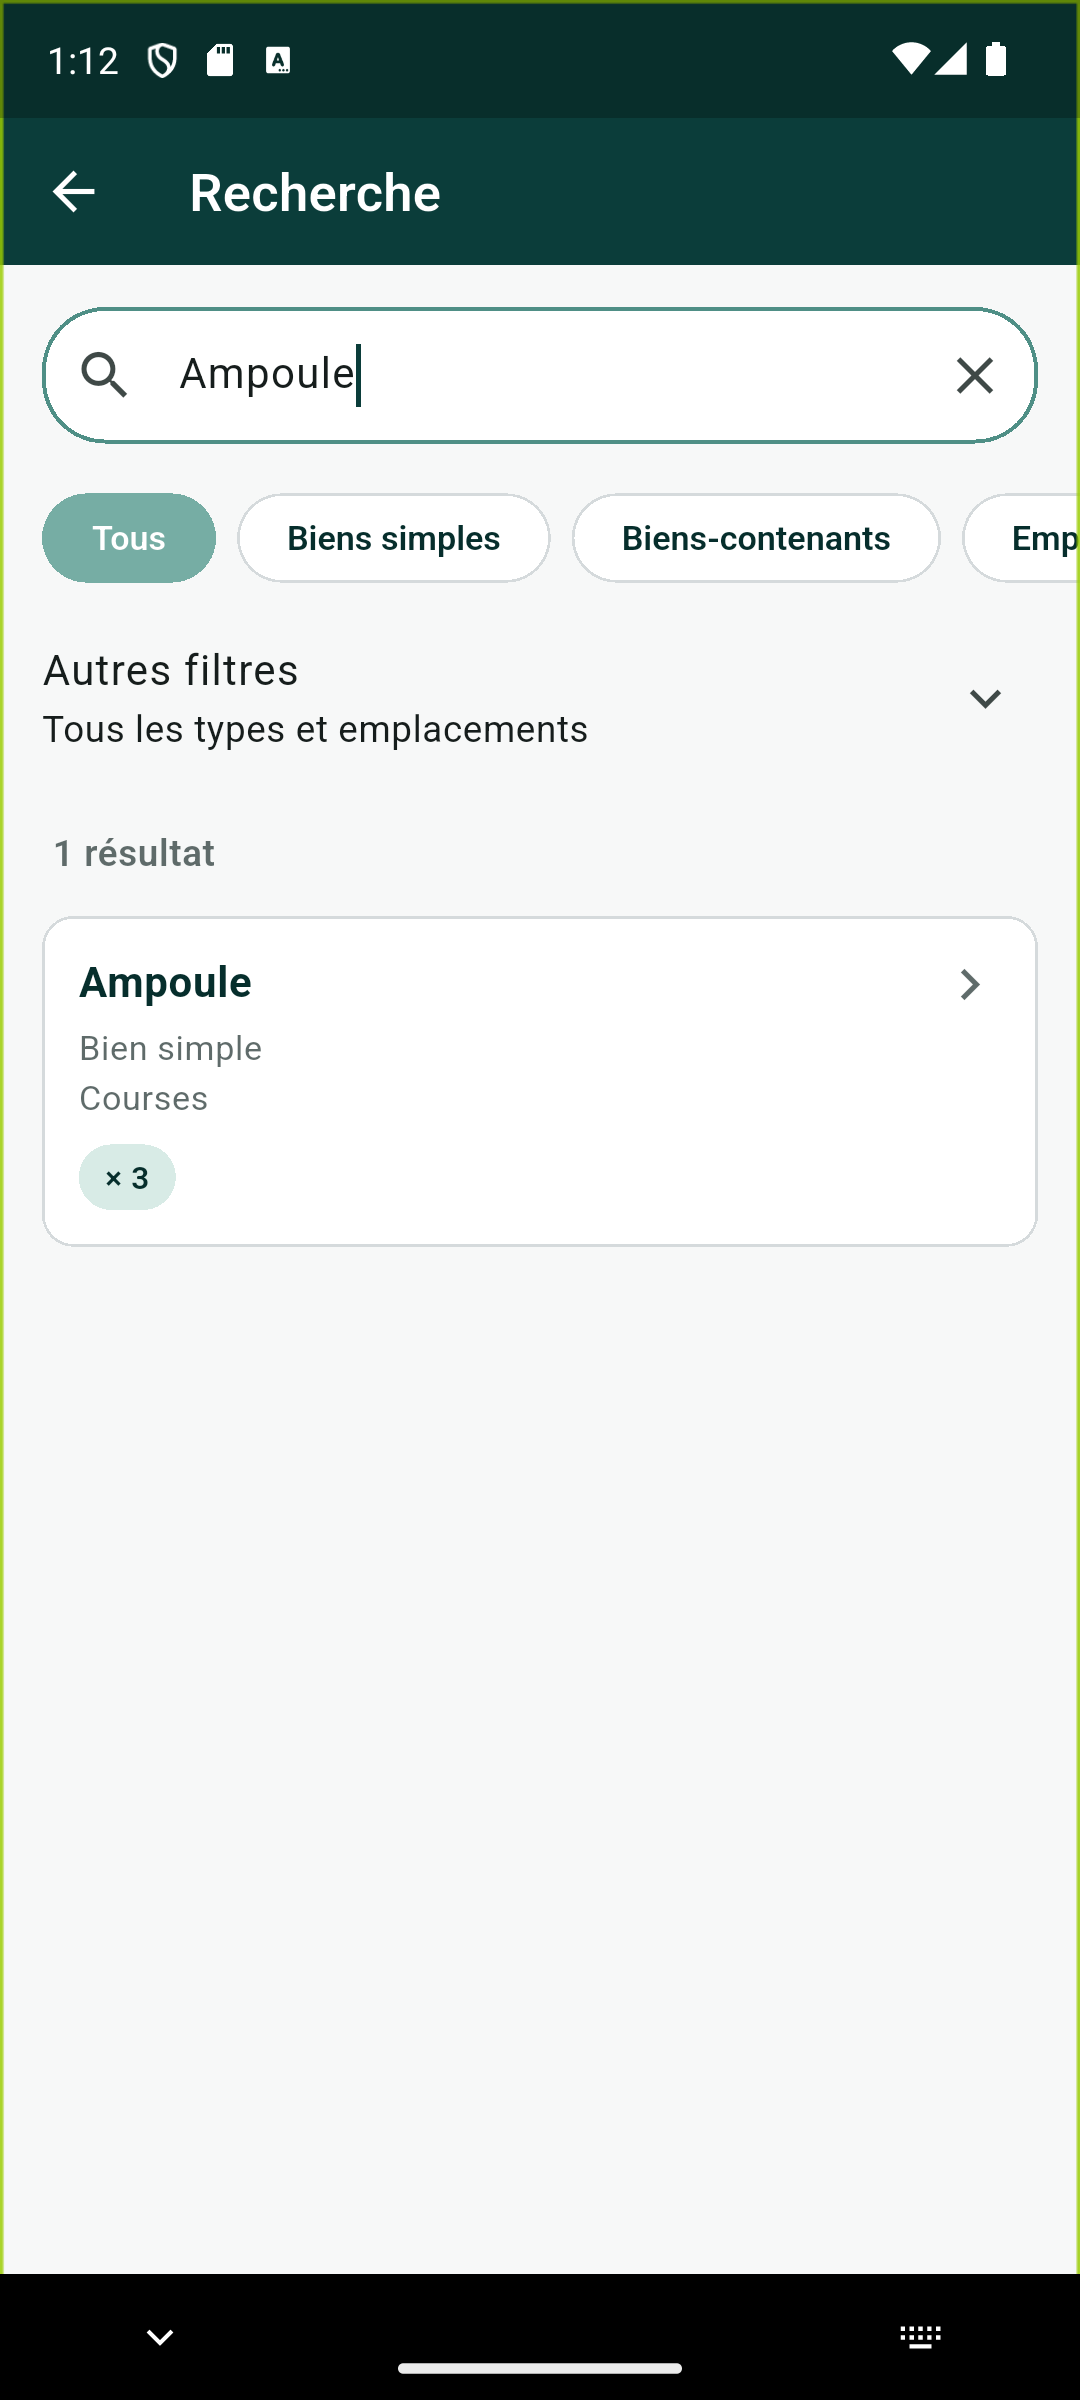 1:12
Recherche
Ampoule
Tous
Biens simples
Biens-contenants
Emp
Autres filtres
Tous les types et emplacements
1 résultat
Ampoule
Bien simple
Courses
× 3